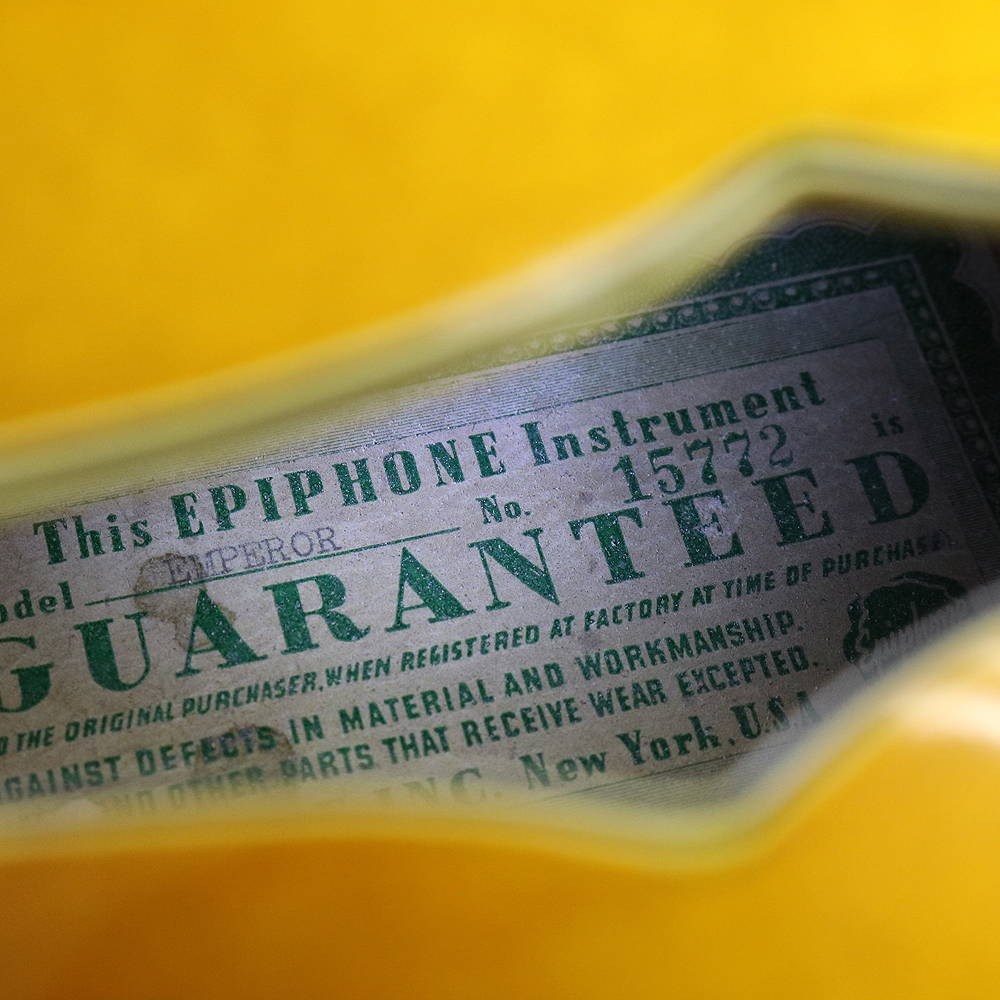 This EPIPHONE Instrument
odel EMPEROR No. 15772 is
GUARANTEED
THE ORIGINAL PURCHASER, WHEN REGISTERED AT FACTORY AT TIME OF PURCHASE
GAINST DEFECTS IN MATERIAL AND WORKMANSHIP.
AND OTHER PARTS THAT RECEIVE WEAR EXCEPTED.
INC. New York, U.S.A